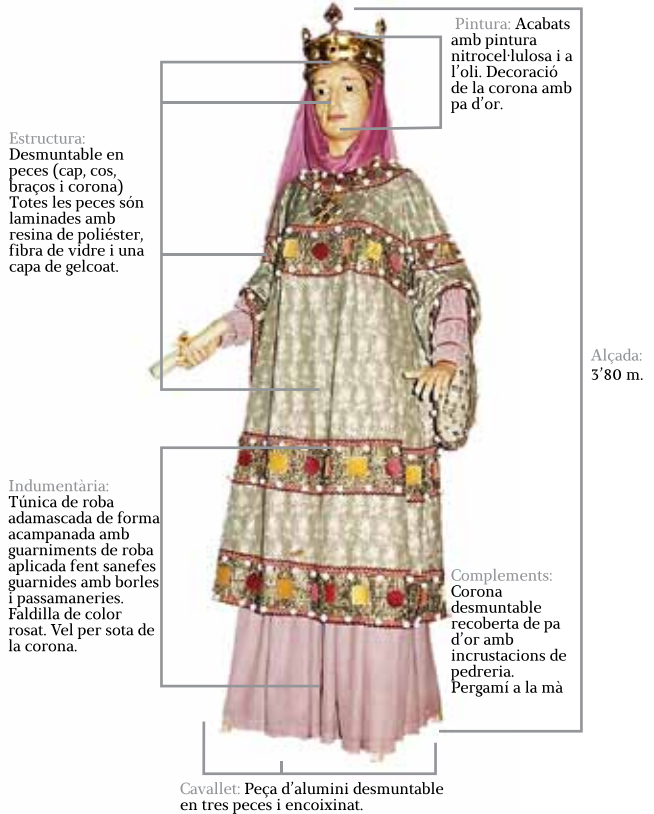 Pintura: Acabats
amb pintura
nitrocel·lulosa i a
l’oli. Decoració
de la corona amb
pa d’or.
Estructura:
Desmuntable en
peces (cap, cos,
braços i corona)
Totes les peces són
laminades amb
resina de poliéster,
fibra de vidre i una
capa de gelcoat.
Alçada:
3’80 m.
Indumentària:
Túnica de roba
adamascada de forma
acampanada amb
guarniments de roba
aplicada fent sanefes
guarnides amb borles
i passamaneries.
Faldilla de color
rosat. Vel per sota de
la corona.
Complements:
Corona
desmuntable
recoberta de pa
d’or amb
incrustacions de
pedreria.
Pergamí a la mà
Cavallet: Peça d’alumini desmuntable
en tres peces i encoixinat.